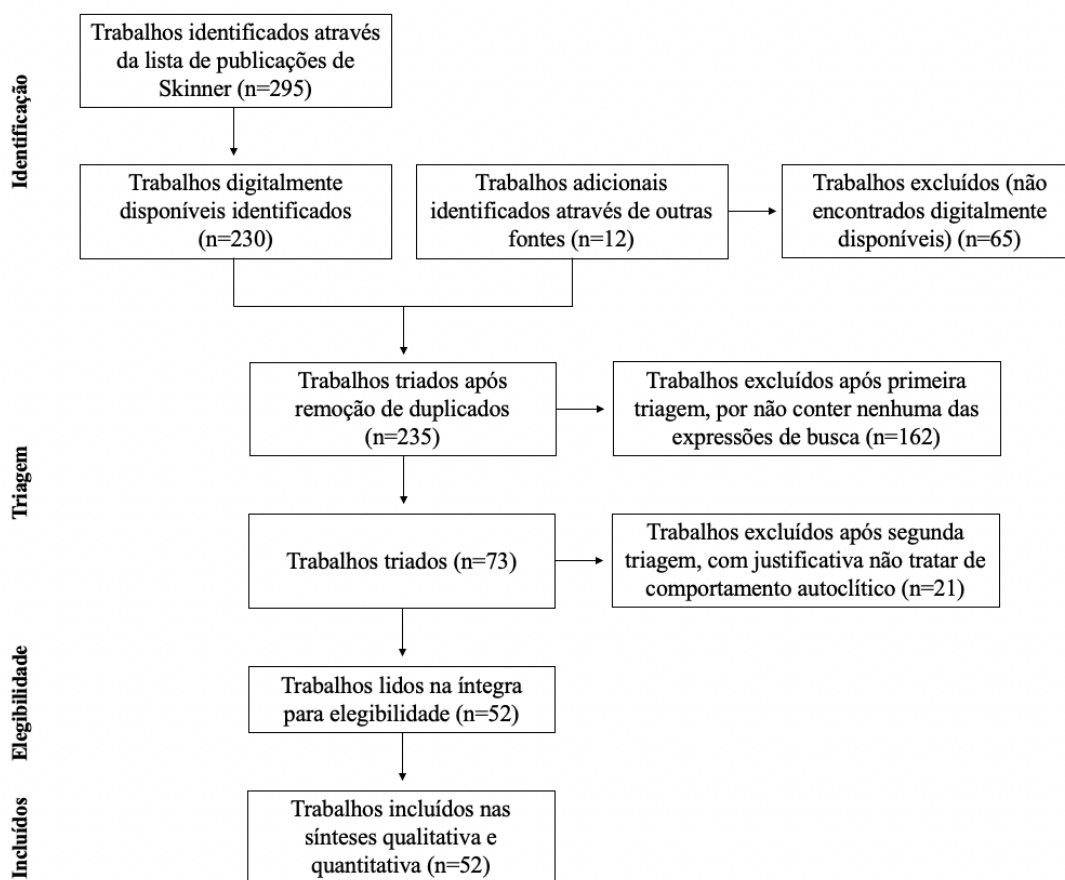 Identificação
Trabalhos identificados através
da lista de publicações de
Skinner (n=295)
Trabalhos digitalmente
disponíveis identificados
(n=230)
Trabalhos adicionais
identificados através de outras
fontes (n=12)
Trabalhos excluídos (não
encontrados digitalmente
disponíveis) (n=65)
Triagem
Trabalhos triados após
remoção de duplicados
(n=235)
Trabalhos excluídos após primeira
triagem, por não conter nenhuma das
expressões de busca (n=162)
Trabalhos triados (n=73)
Trabalhos excluídos após segunda
triagem, com justificativa não tratar de
comportamento autoclítico (n=21)
Elegibilidade
Trabalhos lidos na íntegra
para elegibilidade (n=52)
Incluídos
Trabalhos incluídos nas
sínteses qualitativa e
quantitativa (n=52)